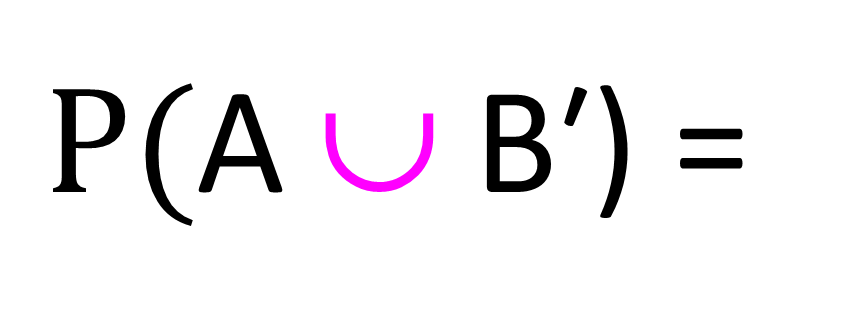 P(A ∪ B′) =